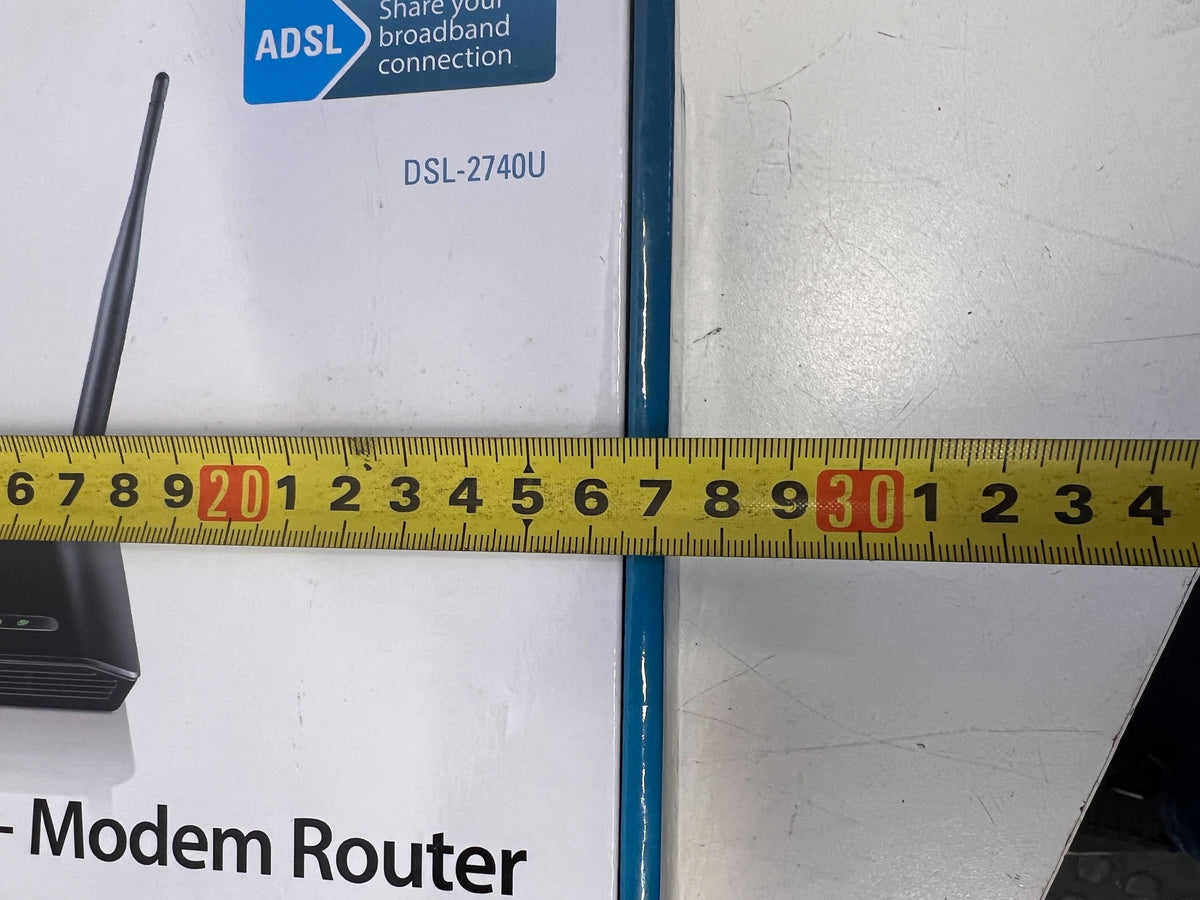 Share your
broadband
connection
ADSL
DSL-2740U
6 7 8 9 20 1 2 3 4 5 6 7 8 9 30 1 2 3 4
- Modem Router